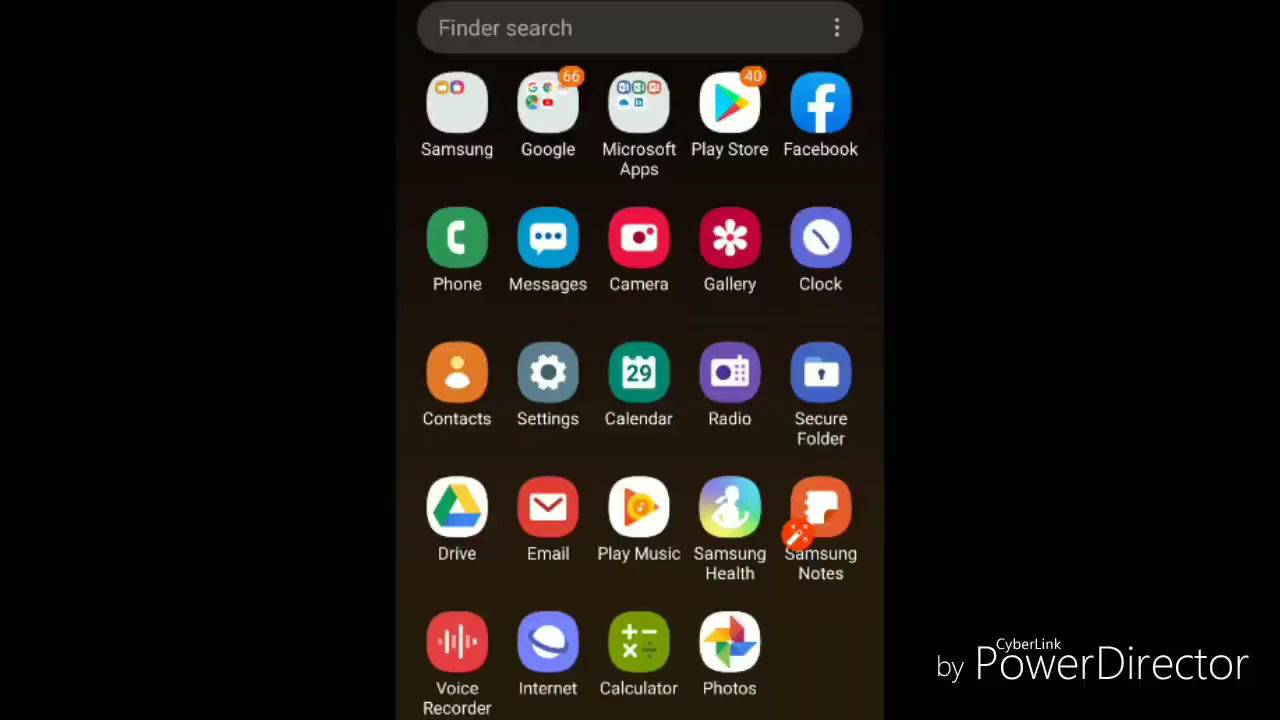 Finder search
66
40
Samsung
Google
Microsoft
Apps
Play Store
Facebook
Phone
Messages
Camera
Gallery
Clock
29
Contacts
Settings
Calendar
Radio
Secure
Folder
Drive
Email
Play Music
Samsung
Health
Samsung
Notes
Voice
Recorder
Internet
Calculator
Photos
CyberLink
by PowerDirector